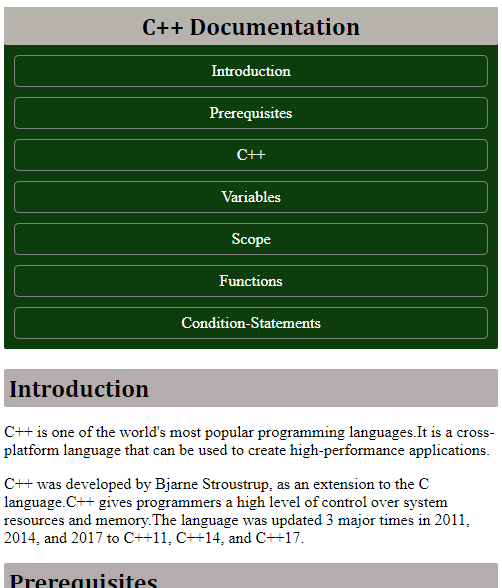 C++ Documentation
Introduction
Prerequisites
C++
Variables
Scope
Functions
Condition-Statements
Introduction
C++ is one of the world's most popular programming languages.It is a cross-
platform language that can be used to create high-performance applications.
C++ was developed by Bjarne Stroustrup, as an extension to the C
language.C++ gives programmers a high level of control over system
resources and memory.The language was updated 3 major times in 2011,
2014, and 2017 to C++11, C++14, and C++17.
Prerequisites